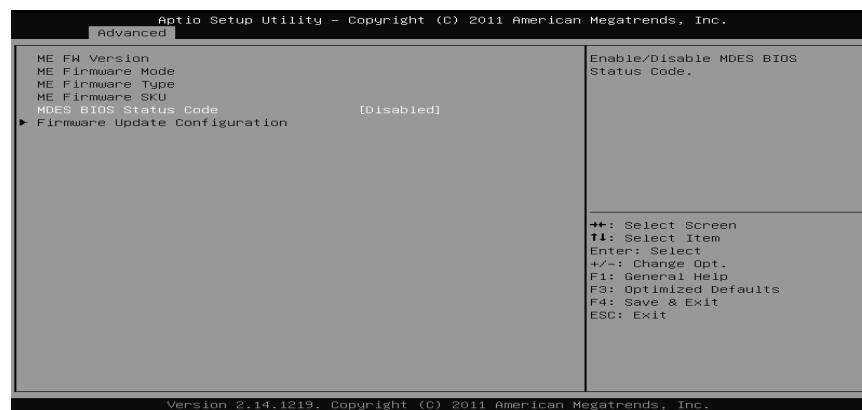 Aptio Setup Utility – Copyright (C) 2011 American Megatrends, Inc.
Advanced
ME FW Version
ME Firmware Mode
ME Firmware Type
ME Firmware SKU
MDES BIOS Status Code [Disabled]
► Firmware Update Configuration
Enable/Disable MDES BIOS
Status Code.
→←: Select Screen
↑↓: Select Item
Enter: Select
+/-: Change Opt.
F1: General Help
F3: Optimized Defaults
F4: Save & Exit
ESC: Exit
Version 2.14.1219. Copyright (C) 2011 American Megatrends, Inc.